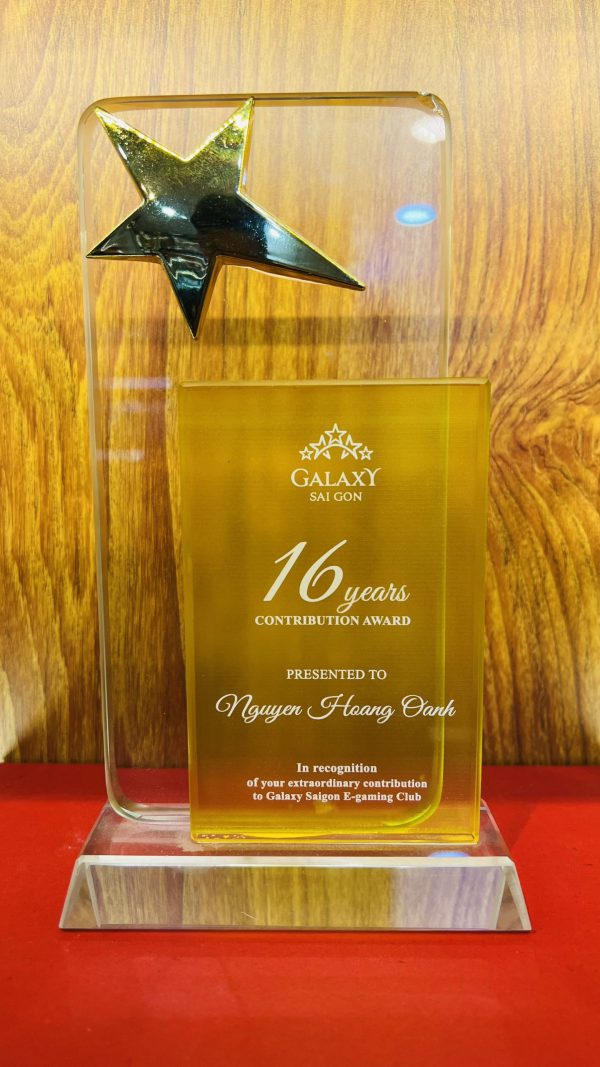 GALAXY
SAI GON
16 years
CONTRIBUTION AWARD
PRESENTED TO
Nguyen Hoang Oanh
In recognition
of your extraordinary contribution
to Galaxy Saigon E-gaming Club